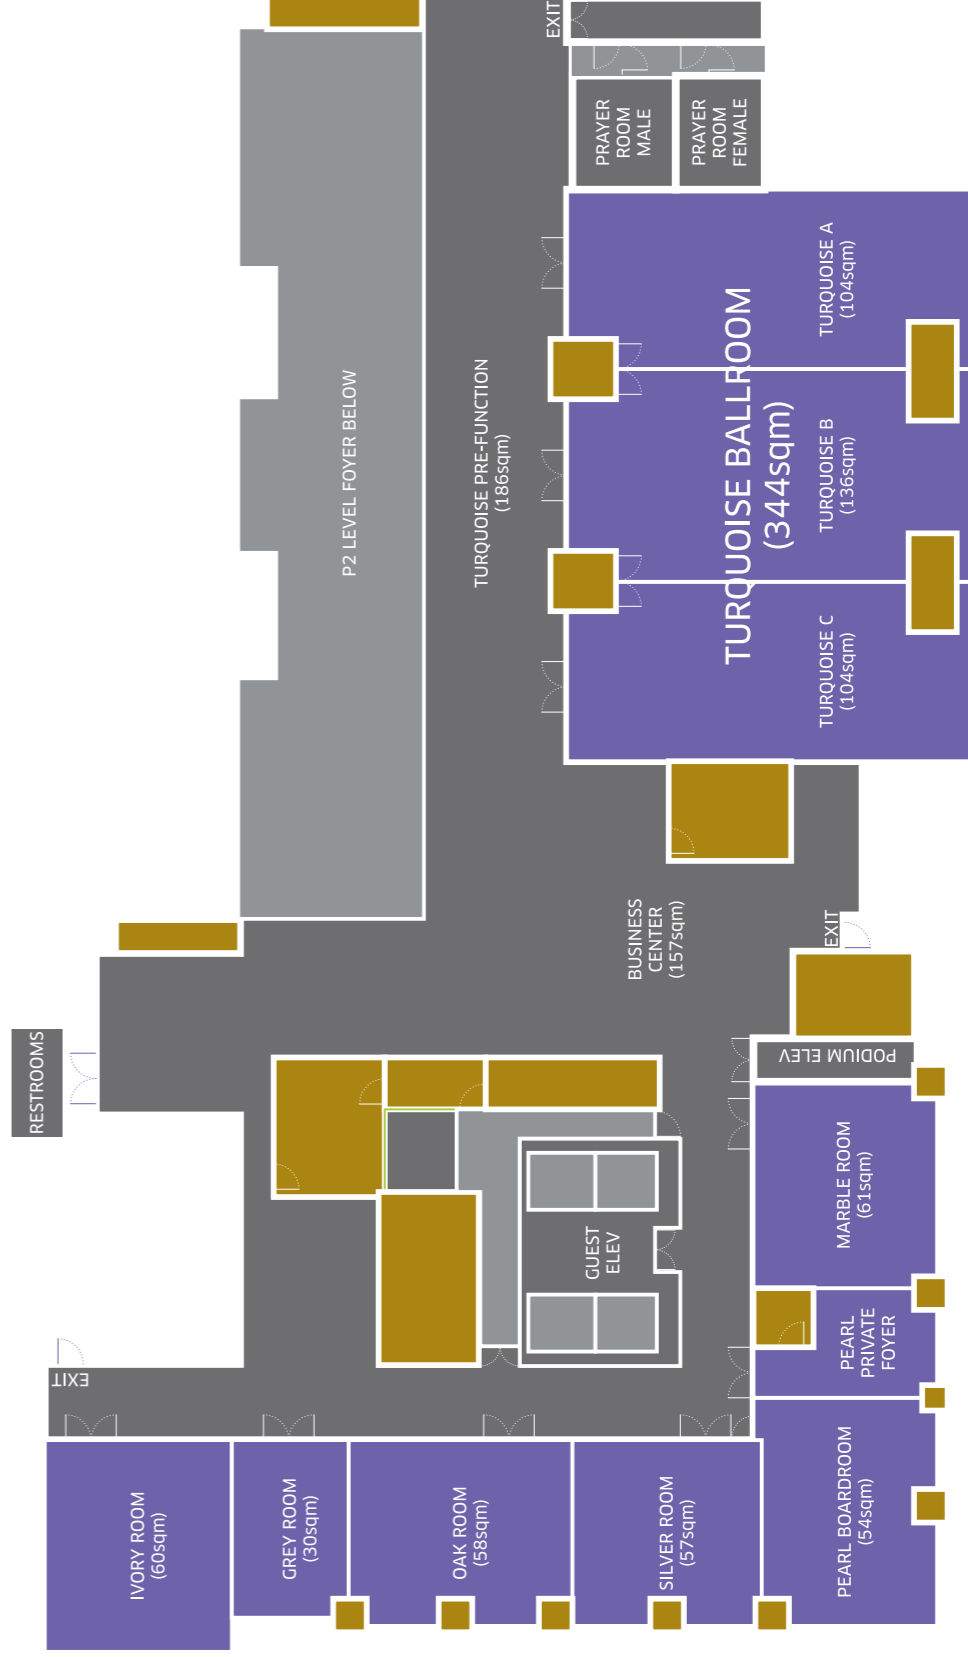 EXIT
PRAYER
ROOM
MALE
PRAYER
ROOM
FEMALE
TURQUOISE A
(104sqm)
P2 LEVEL FOYER BELOW
TURQUOISE PRE-FUNCTION
(186sqm)
TURQUOISE BALLROOM
(344sqm)
TURQUOISE B
(136sqm)
TURQUOISE C
(104sqm)
BUSINESS
CENTER
(157sqm)
EXIT
RESTROOMS
PODIUM ELEV
MARBLE ROOM
(61sqm)
GUEST
ELEV
PEARL
PRIVATE
FOYER
EXIT
IVORY ROOM
(60sqm)
GREY ROOM
(30sqm)
OAK ROOM
(58sqm)
SILVER ROOM
(57sqm)
PEARL BOARDROOM
(54sqm)